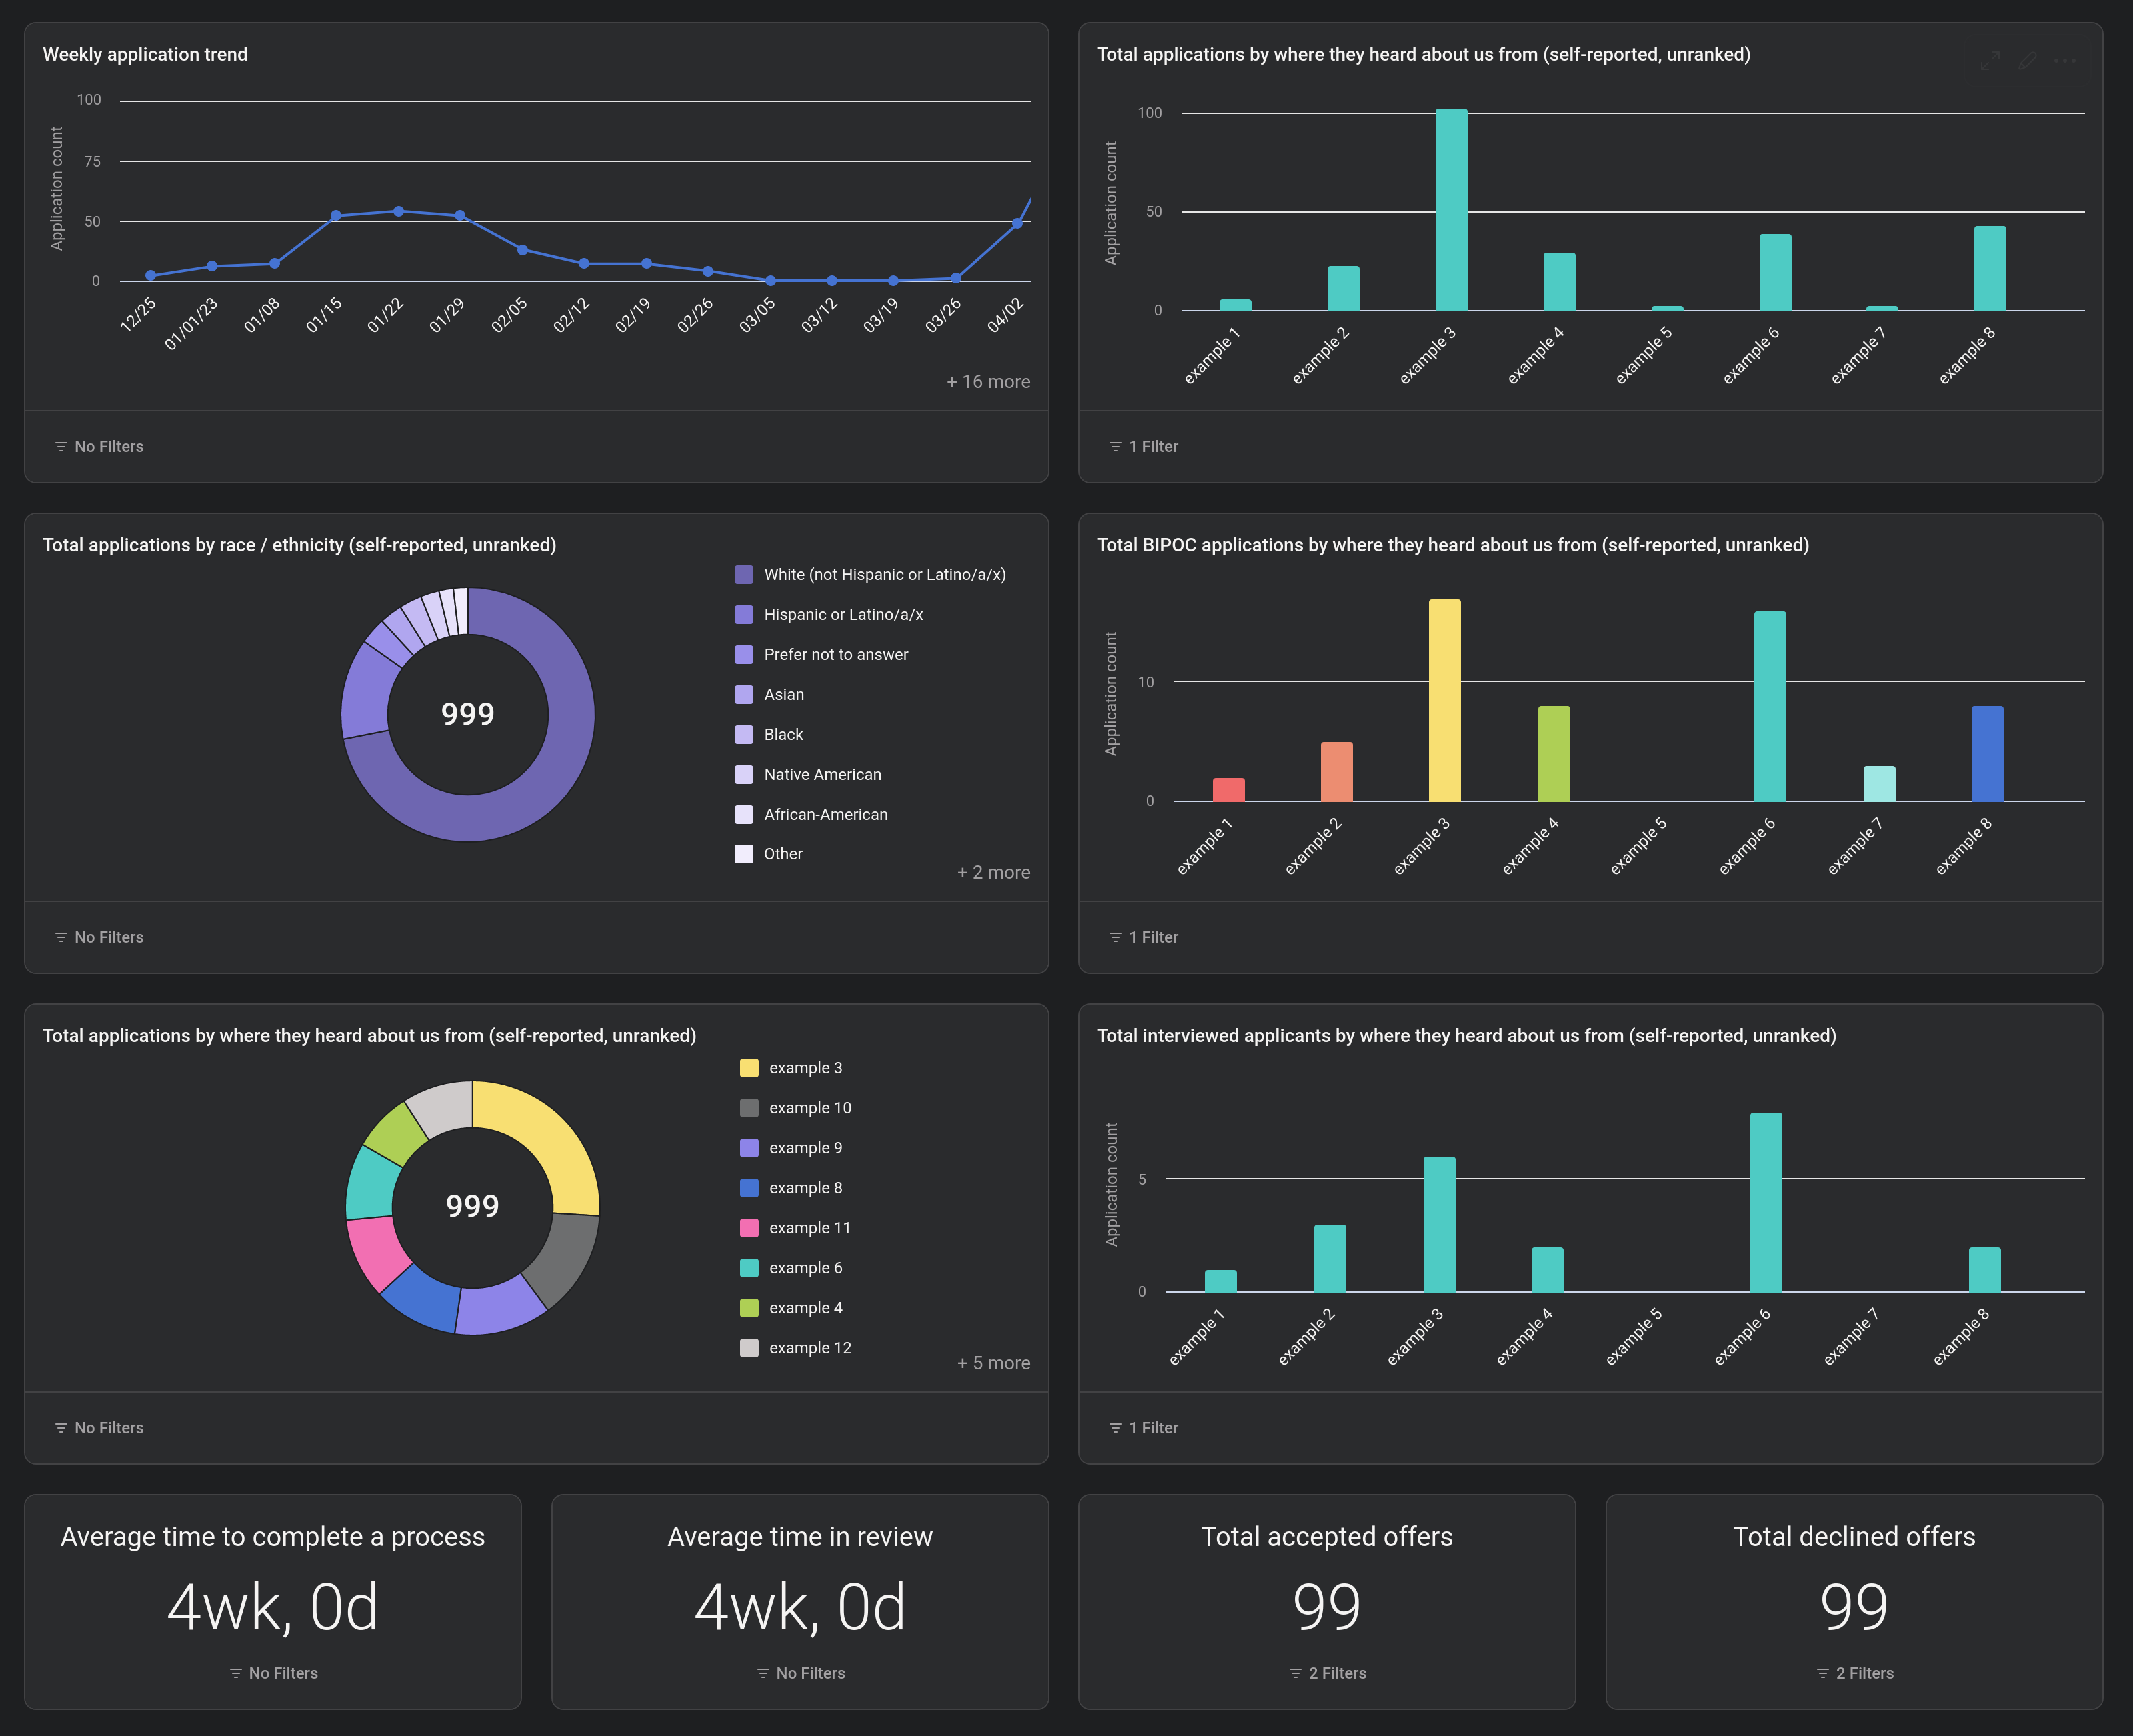 Weekly application trend
Application count
100
75
50
0
12/25
01/01/23
01/08
01/15
01/22
01/29
02/05
02/12
02/19
02/26
03/05
03/12
03/19
03/26
04/02
+ 16 more
No Filters
Total applications by where they heard about us from (self-reported, unranked)
Application count
100
50
0
example 1
example 2
example 3
example 4
example 5
example 6
example 7
example 8
1 Filter
Total applications by race / ethnicity (self-reported, unranked)
999
White (not Hispanic or Latino/a/x)
Hispanic or Latino/a/x
Prefer not to answer
Asian
Black
Native American
African-American
Other
+ 2 more
No Filters
Total BIPOC applications by where they heard about us from (self-reported, unranked)
Application count
10
0
example 1
example 2
example 3
example 4
example 5
example 6
example 7
example 8
1 Filter
Total applications by where they heard about us from (self-reported, unranked)
999
example 3
example 10
example 9
example 8
example 11
example 6
example 4
example 12
+ 5 more
No Filters
Total interviewed applicants by where they heard about us from (self-reported, unranked)
Application count
5
0
example 1
example 2
example 3
example 4
example 5
example 6
example 7
example 8
1 Filter
Average time to complete a process
4wk, 0d
No Filters
Average time in review
4wk, 0d
No Filters
Total accepted offers
99
2 Filters
Total declined offers
99
2 Filters